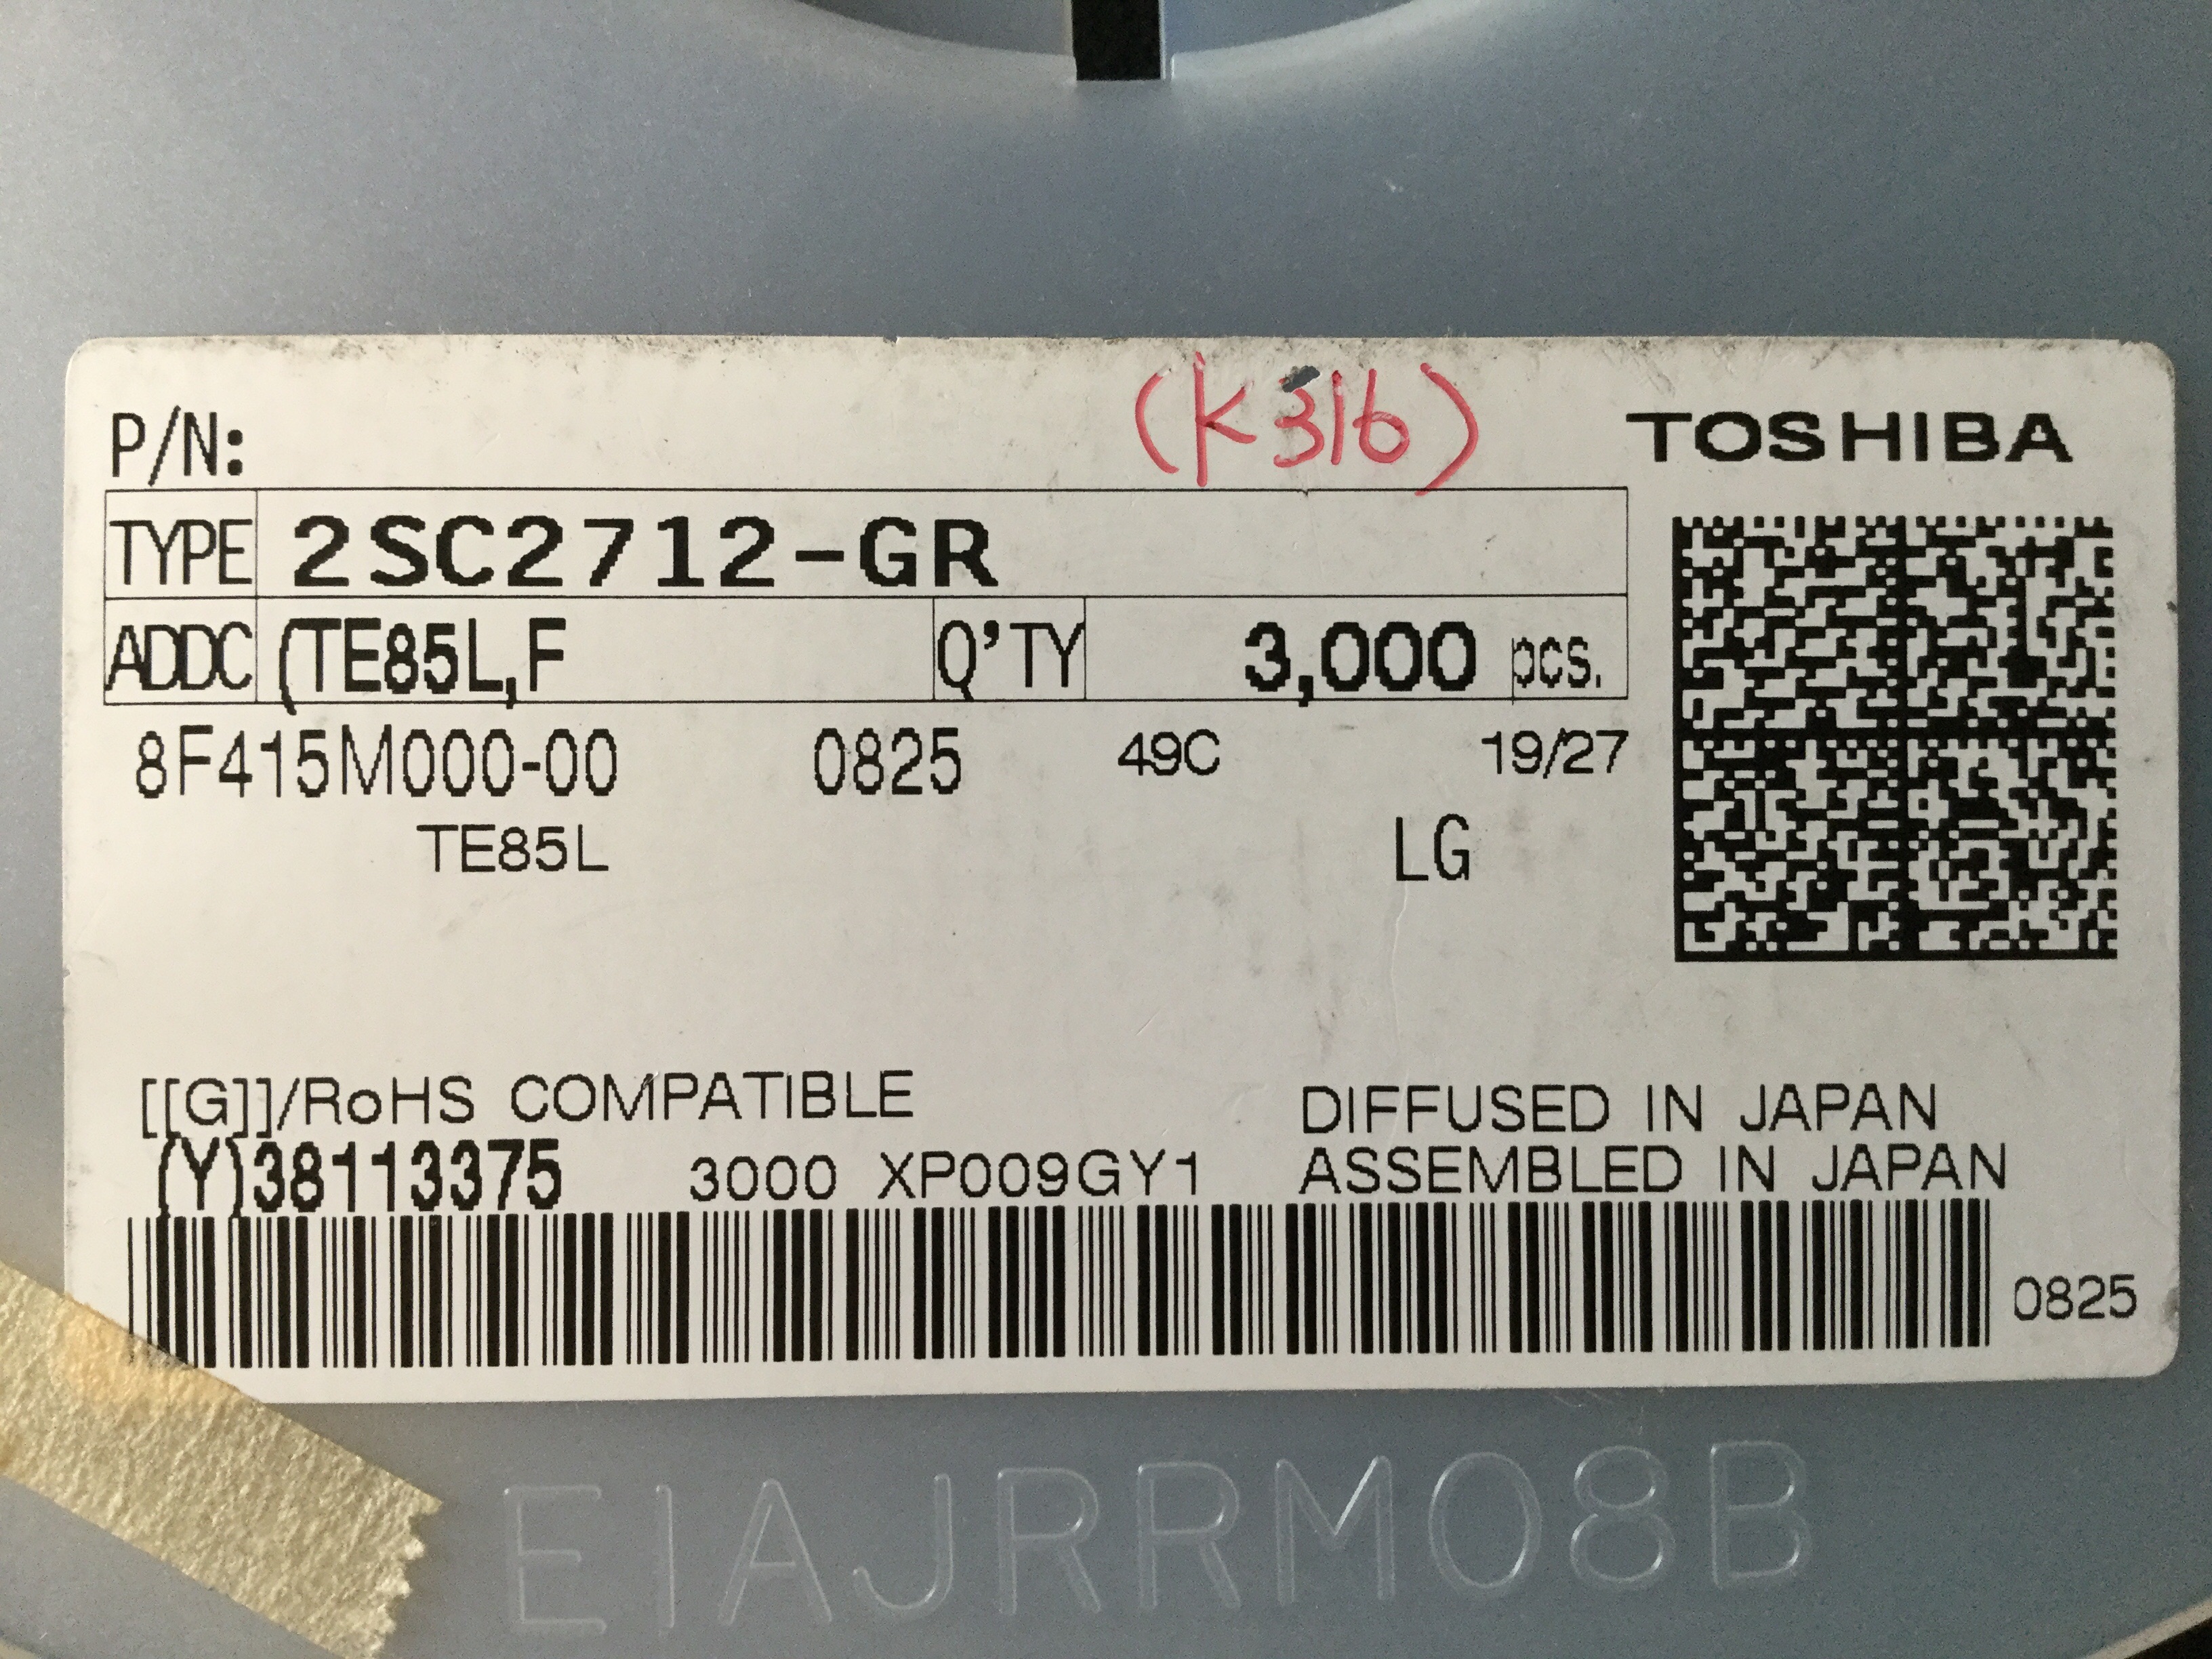 (K316)
P/N:
TOSHIBA
TYPE 2SC2712-GR
ADDC (TE85L,F Q'TY 3,000 pcs.
8F415M000-00 0825 49C 19/27
TE85L LG
[[G]]/RoHS COMPATIBLE
DIFFUSED IN JAPAN
(Y)38113375 3000 XP009GY1
ASSEMBLED IN JAPAN
0825
EIAJRRM08B